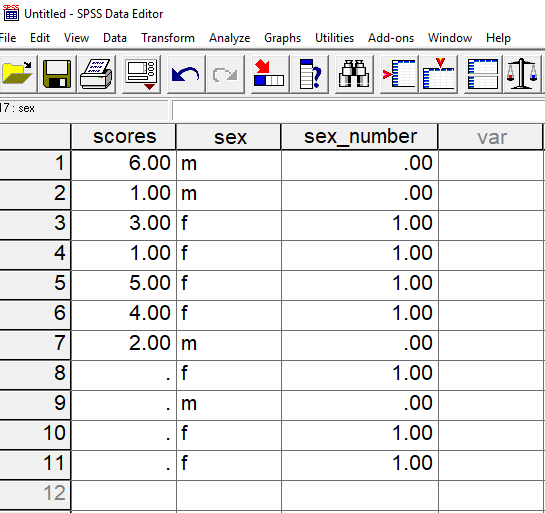 Untitled - SPSS Data Editor
File Edit View Data Transform Analyze Graphs Utilities Add-ons Window Help
17 : sex
scores sex sex_number var
1 6.00 m .00
2 1.00 m .00
3 3.00 f 1.00
4 1.00 f 1.00
5 5.00 f 1.00
6 4.00 f 1.00
7 2.00 m .00
8 . f 1.00
9 . m .00
10 . f 1.00
11 . f 1.00
12